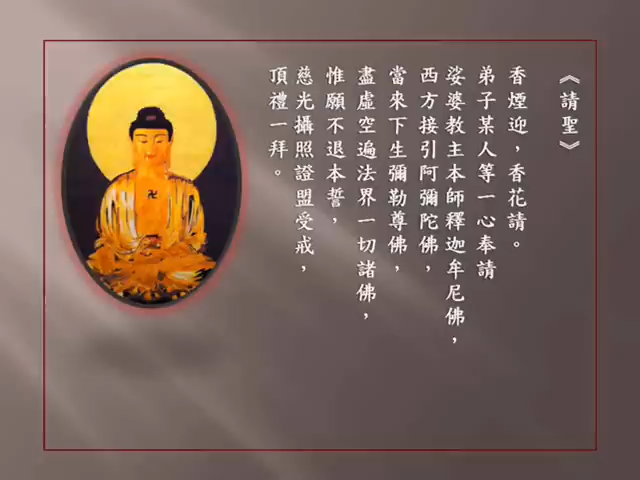 《請聖》
香煙迎，香花請。
弟子某人等一心奉請
娑婆教主本師釋迦牟尼佛，
西方接引阿彌陀佛，
當來下生彌勒尊佛，
盡虛空遍法界一切諸佛，
惟願不退本誓，
慈光攝照證盟受戒，
頂禮一拜。